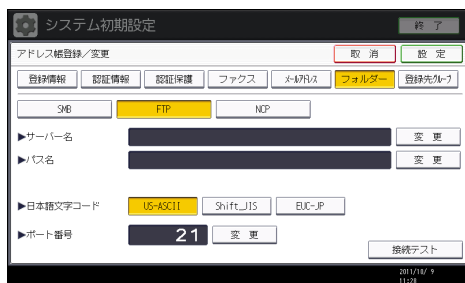 システム初期設定
終 了
アドレス帳登録／変更
取 消
設 定
登録情報
認証情報
認証保護
ファクス
メールアドレス
フォルダー
登録先グループ
SMB
FTP
NCP
▶サーバー名
変 更
▶パス名
変 更
▶日本語文字コード
US-ASCII
Shift_JIS
EUC-JP
▶ポート番号
21
変 更
接続テスト
2011/10/ 9
11:28